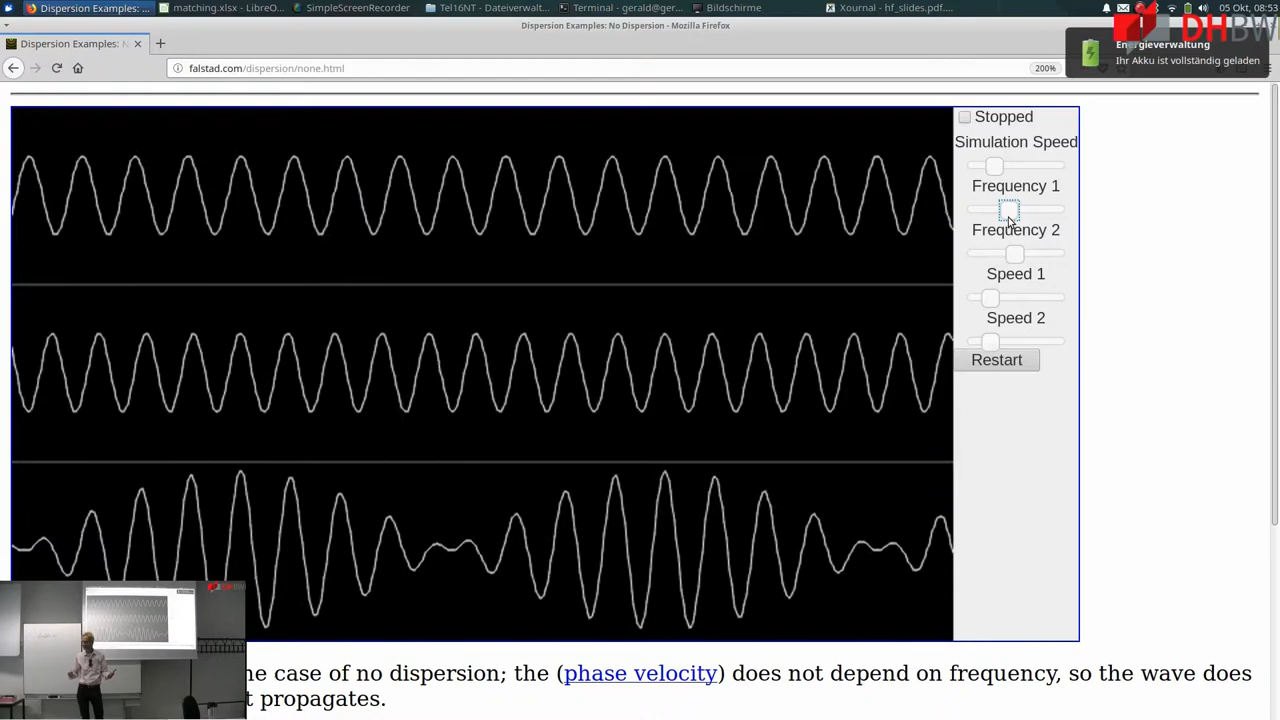 Dispersion Examples: ...
matching.xlsx - LibreO...
SimpleScreenRecorder
Tel16NT - Dateiverwalt...
Terminal - gerald@ger...
Bildschirme
Xournal - hf_slides.pdf....
05 Okt, 08:53
Dispersion Examples: No Dispersion - Mozilla Firefox
Dispersion Examples: N
falstad.com/dispersion/none.html
200%
DHBW
Energieverwaltung
Ihr Akku ist vollständig geladen
Stopped
Simulation Speed
Frequency 1
Frequency 2
Speed 1
Speed 2
Restart
DHBW
ne case of no dispersion; the (phase velocity) does not depend on frequency, so the wave does
t propagates.